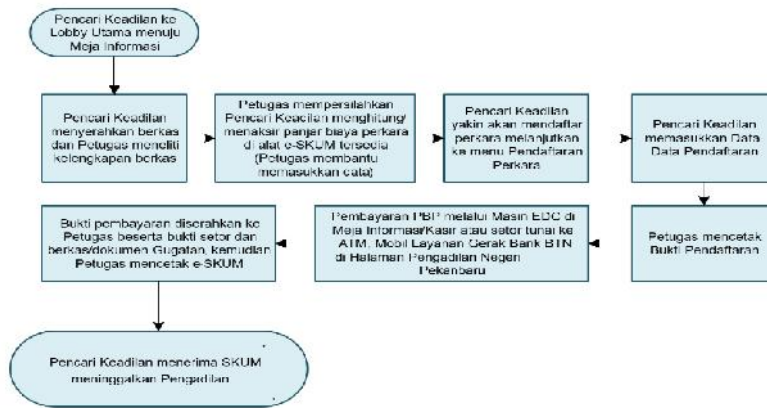 Pencari Keadilan ke
Lobby Utama menuju
Meja Informasi
Pencari Keadilan
menyerahkan berkas
dan Petugas meneliti
kelengkapan berkas
Petugas mempersilahkan
Pencari Keacilan menghitung/
menaksir panjar biaya perkara
di alat e-SKUM tersedia
(Petugas membantu
memasukkan cata)
Pencari Keadilan
yakin akan mendaftar
perkara melanjutkan
ke menu Pendaftaran
Perkara
Pencari Keadilan
memasukkan Data
Data Pendaftaran
Petugas mencetak
Bukti Pendaftaran
Pembayaran PBP melalui Masin EDC di
Meja Informasi/Kasir atau setor tunai ke
ATM, Mobil Layanan Gerak Bank BTN
di Halaman Pengadilan Negen
Pekanbaru
Bukti pembayaran diserahkan ke
Petugas beserta bukti setor dan
berkas/dokumen Gugatan, kemudian
Petugas mencetak e-SKUM
Pencari Keadilan menerima SKUM
meninggalkan Pengadilan